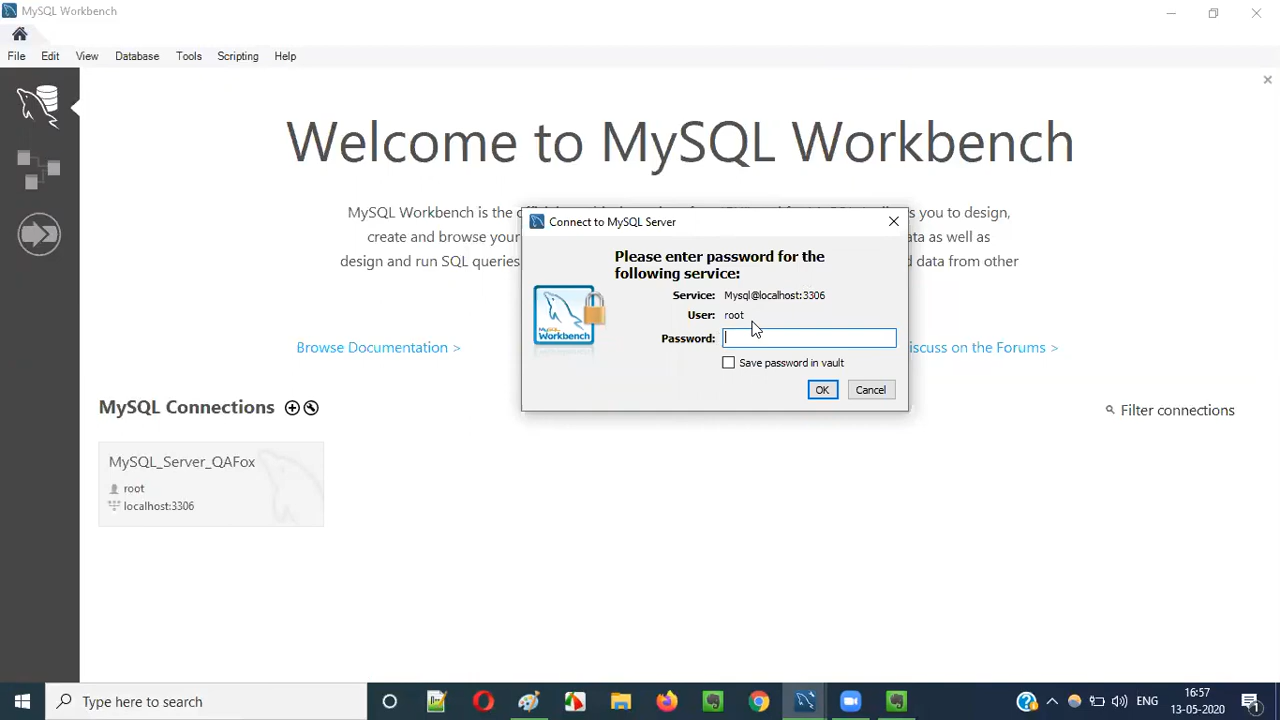 MySQL Workbench
File Edit View Database Tools Scripting Help
Welcome to MySQL Workbench
MySQL Workbench is the
you to design,
create and browse your
data as well as
design and run SQL queries,
d data from other
Connect to MySQL Server
Please enter password for the
following service:
Service: Mysql@localhost:3306
User: root
Password:
Save password in vault
OK Cancel
MySQL
Workbench
Browse Documentation >
iscuss on the Forums >
MySQL Connections
Filter connections
MySQL_Server_QAFox
root
localhost:3306
Type here to search
ENG
16:57
13-05-2020
1